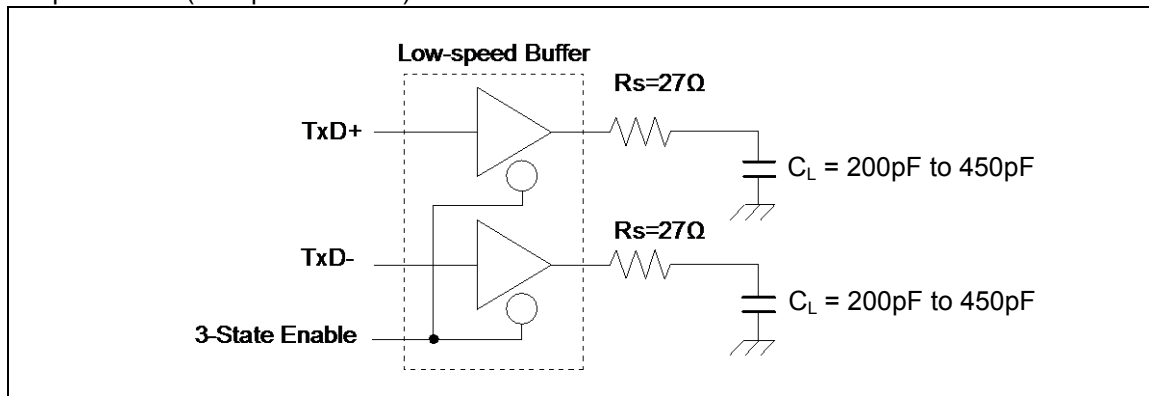 Low-speed Buffer
Rs=27Ω
TxD+
C_L = 200pF to 450pF
Rs=27Ω
TxD-
C_L = 200pF to 450pF
3-State Enable